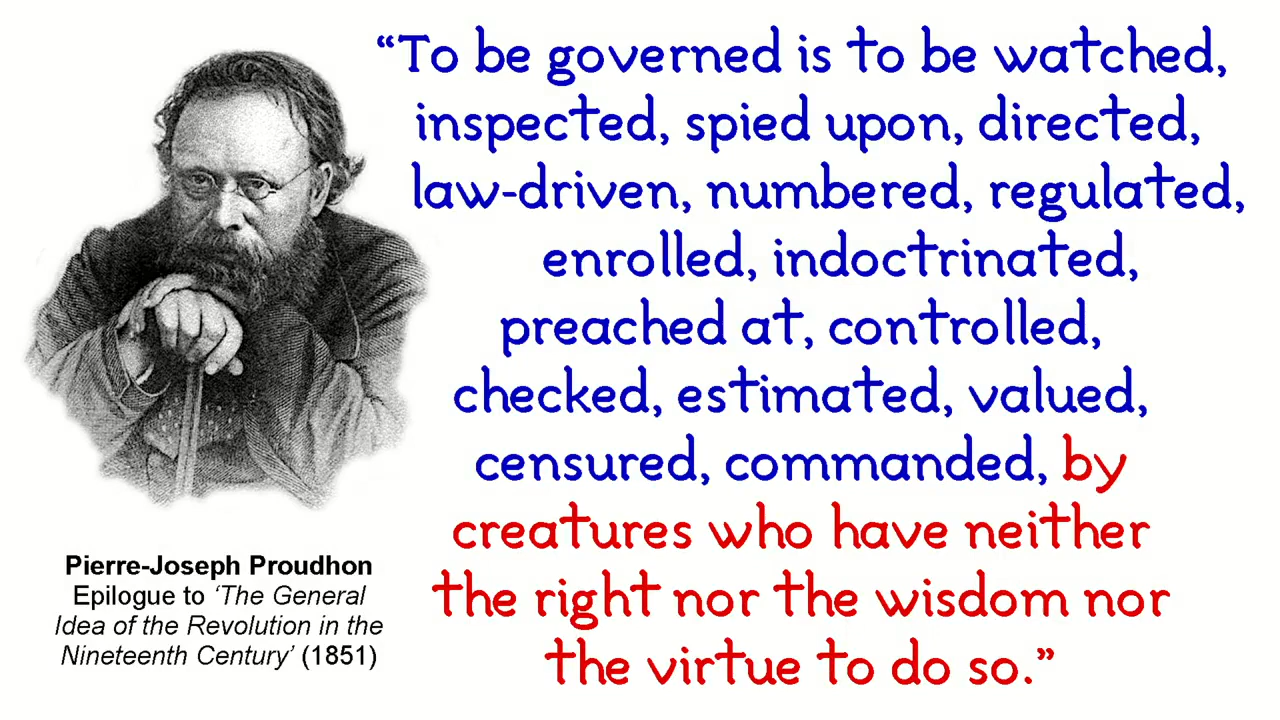 “To be governed is to be watched,
inspected, spied upon, directed,
law-driven, numbered, regulated,
enrolled, indoctrinated,
preached at, controlled,
checked, estimated, valued,
censured, commanded, by
creatures who have neither
the right nor the wisdom nor
the virtue to do so.”
Pierre-Joseph Proudhon
Epilogue to ‘The General
Idea of the Revolution in the
Nineteenth Century’ (1851)